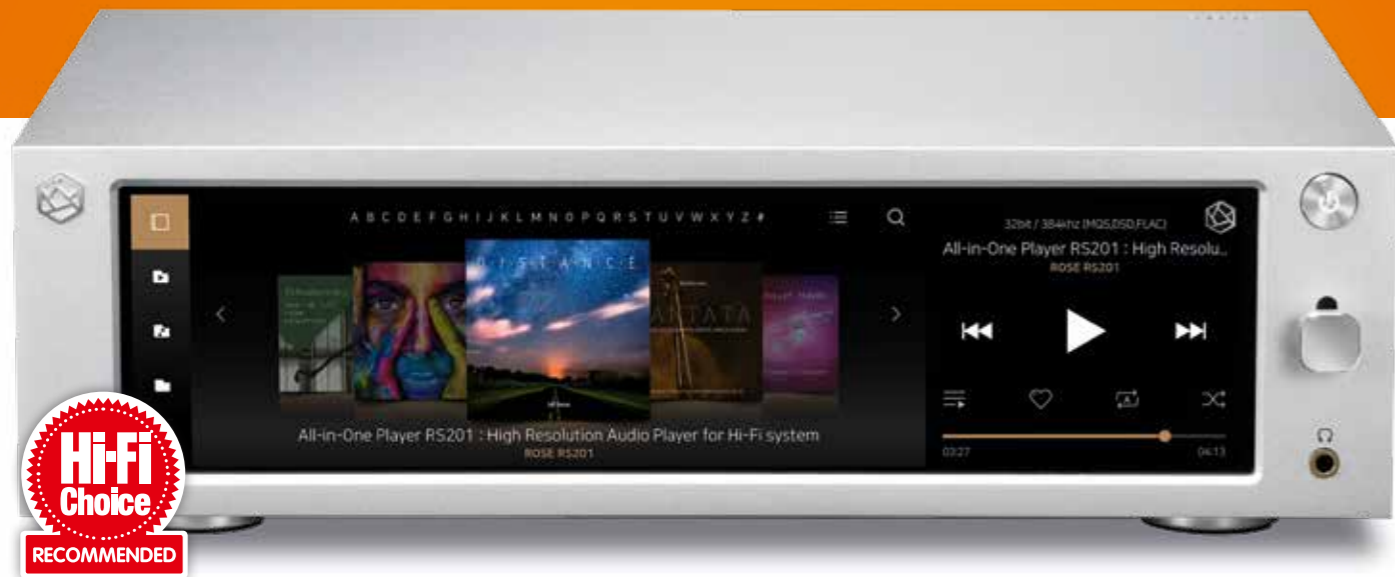 A B C D E F G H I J K L M N O P Q R S T U V W X Y Z #
32bit / 384khz (MQS,DSD,FLAC)
All-in-One Player RS201 : High Resolu...
ROSE RS201
DISTANCE
All-in-One Player RS201 : High Resolution Audio Player for Hi-Fi system
ROSE RS201
03:27
04:13
Hi-Fi
Choice
RECOMMENDED